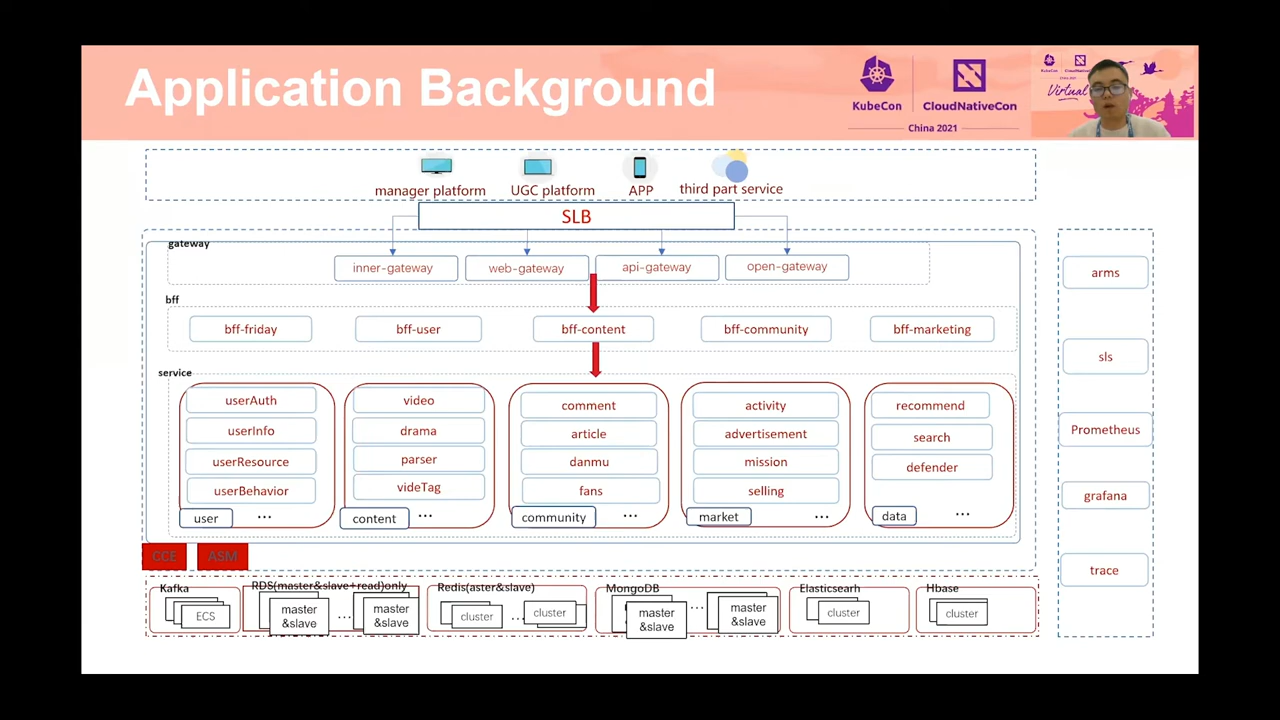 Application Background
KubeCon
CloudNativeCon
China 2021
KubeCon
Virtual
manager platform
UGC platform
APP
third part service
SLB
gateway
inner-gateway
web-gateway
api-gateway
open-gateway
bff
bff-friday
bff-user
bff-content
bff-community
bff-marketing
service
userAuth
userInfo
userResource
userBehavior
user
...
video
drama
parser
videTag
content
...
comment
article
danmu
fans
community
...
activity
advertisement
mission
selling
market
...
recommend
search
defender
data
...
CCE
ASM
arms
sls
Prometheus
grafana
trace
Kafka
ECS
RDS(master&slave+read)only
master
&slave
...
master
&slave
Redis(aster&slave)
cluster
...
cluster
MongoDB
master
&slave
...
master
&slave
Elasticsearh
cluster
Hbase
cluster